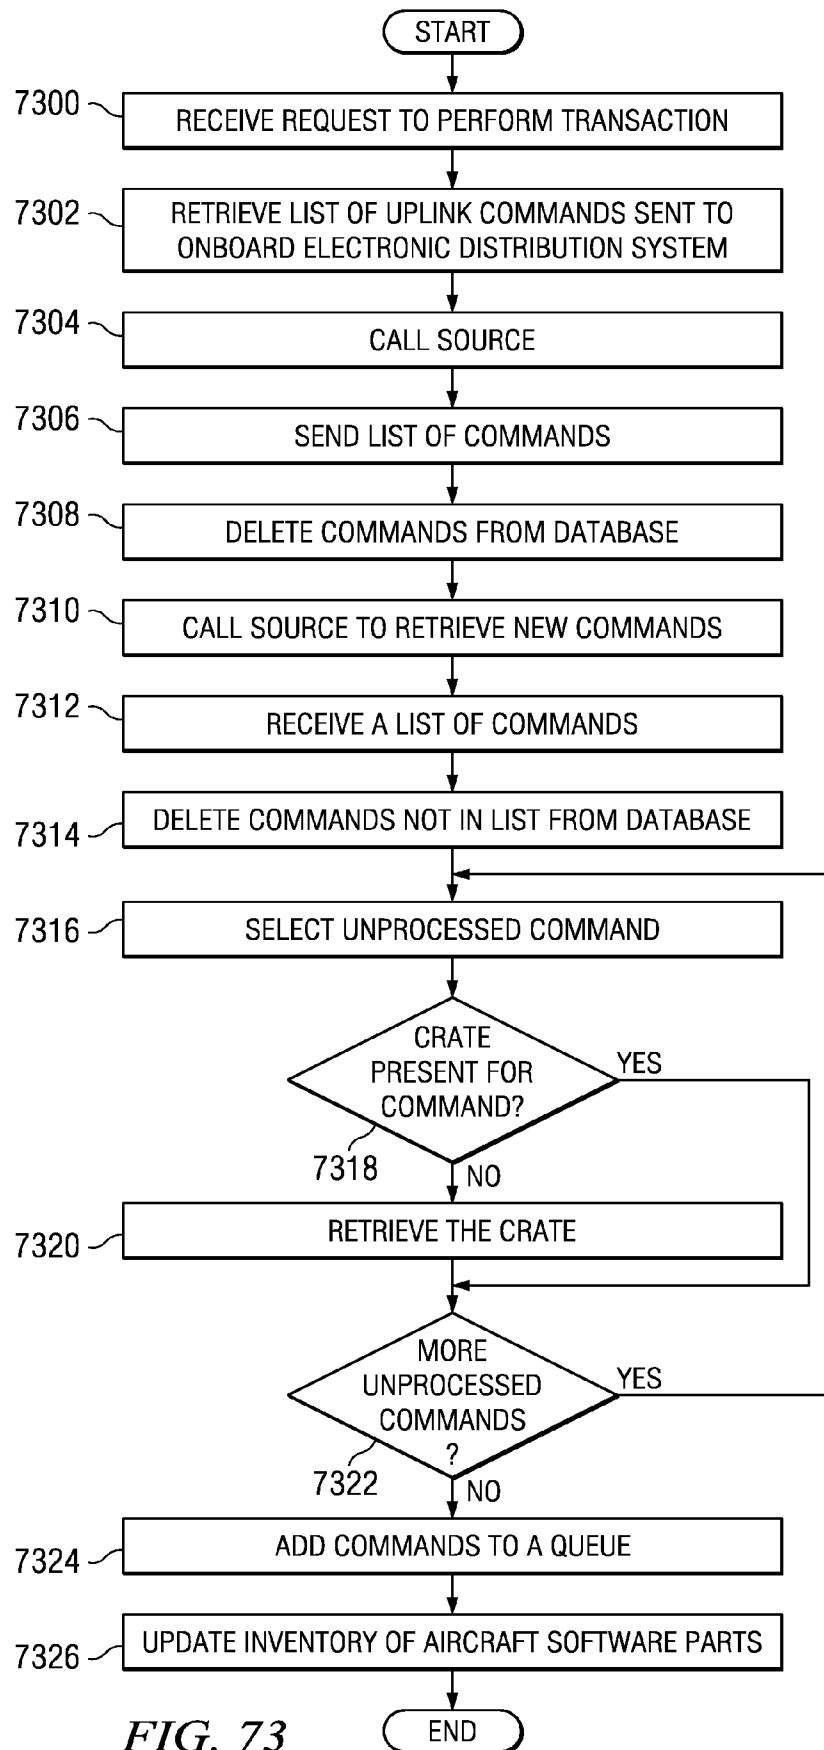 START
7300
RECEIVE REQUEST TO PERFORM TRANSACTION
7302
RETRIEVE LIST OF UPLINK COMMANDS SENT TO
ONBOARD ELECTRONIC DISTRIBUTION SYSTEM
7304
CALL SOURCE
7306
SEND LIST OF COMMANDS
7308
DELETE COMMANDS FROM DATABASE
7310
CALL SOURCE TO RETRIEVE NEW COMMANDS
7312
RECEIVE A LIST OF COMMANDS
7314
DELETE COMMANDS NOT IN LIST FROM DATABASE
7316
SELECT UNPROCESSED COMMAND
CRATE
PRESENT FOR
COMMAND?
YES
7318
NO
7320
RETRIEVE THE CRATE
MORE
UNPROCESSED
COMMANDS
?
YES
7322
NO
7324
ADD COMMANDS TO A QUEUE
7326
UPDATE INVENTORY OF AIRCRAFT SOFTWARE PARTS
FIG. 73
END